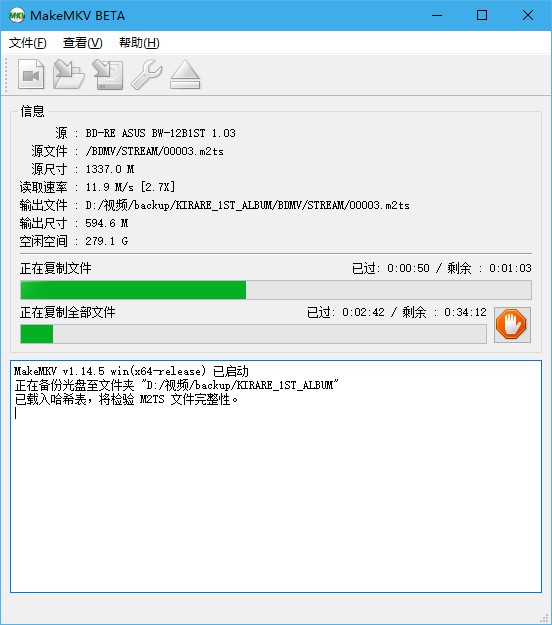 MakeMKV BETA
文件(F) 查看(V) 帮助(H)
信息
源 : BD-RE ASUS BW-12B1ST 1.03
源文件 : /BDMV/STREAM/00003.m2ts
源尺寸 : 1337.0 M
读取速率 : 11.9 M/s [2.7X]
输出文件 : D:/视频/backup/KIRARE_1ST_ALBUM/BDMV/STREAM/00003.m2ts
输出尺寸 : 594.6 M
空闲空间 : 279.1 G
正在复制文件 已过: 0:00:50 / 剩余 : 0:01:03
正在复制全部文件 已过: 0:02:42 / 剩余 : 0:34:12
MakeMKV v1.14.5 win(x64-release) 已启动
正在备份光盘至文件夹 "D:/视频/backup/KIRARE_1ST_ALBUM"
已载入哈希表，将检验 M2TS 文件完整性。